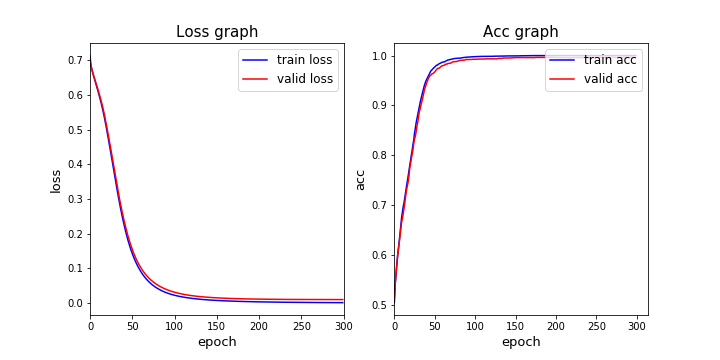 Loss graph
0.7
0.6
0.5
0.4
0.3
0.2
0.1
0.0
loss
0 50 100 150 200 250 300
epoch
train loss
valid loss
Acc graph
1.0
0.9
0.8
0.7
0.6
0.5
acc
0 50 100 150 200 250 300
epoch
train acc
valid acc